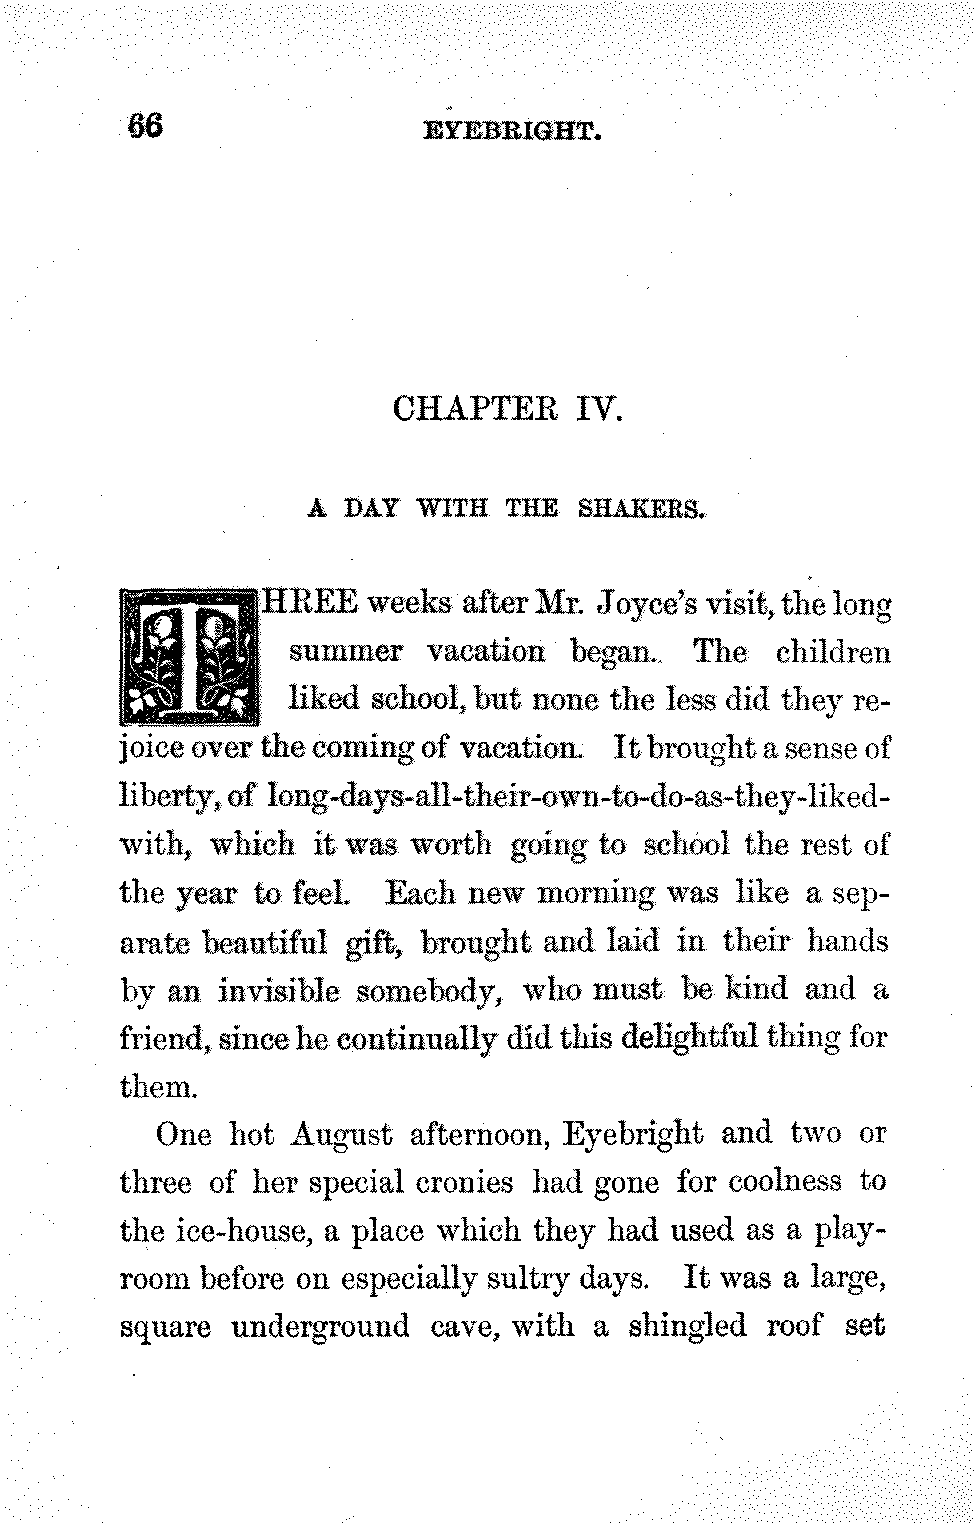 66
EYEBRIGHT.
CHAPTER IV.
A DAY WITH THE SHAKERS.
THREE weeks after Mr. Joyce's visit, the long
summer vacation began. The children
liked school, but none the less did they re-
joice over the coming of vacation. It brought a sense of
liberty, of long-days-all-their-own-to-do-as-they-liked-
with, which it was worth going to school the rest of
the year to feel. Each new morning was like a sep-
arate beautiful gift, brought and laid in their hands
by an invisible somebody, who must be kind and a
friend, since he continually did this delightful thing for
them.
One hot August afternoon, Eyebright and two or
three of her special cronies had gone for coolness to
the ice-house, a place which they had used as a play-
room before on especially sultry days. It was a large,
square underground cave, with a shingled roof set